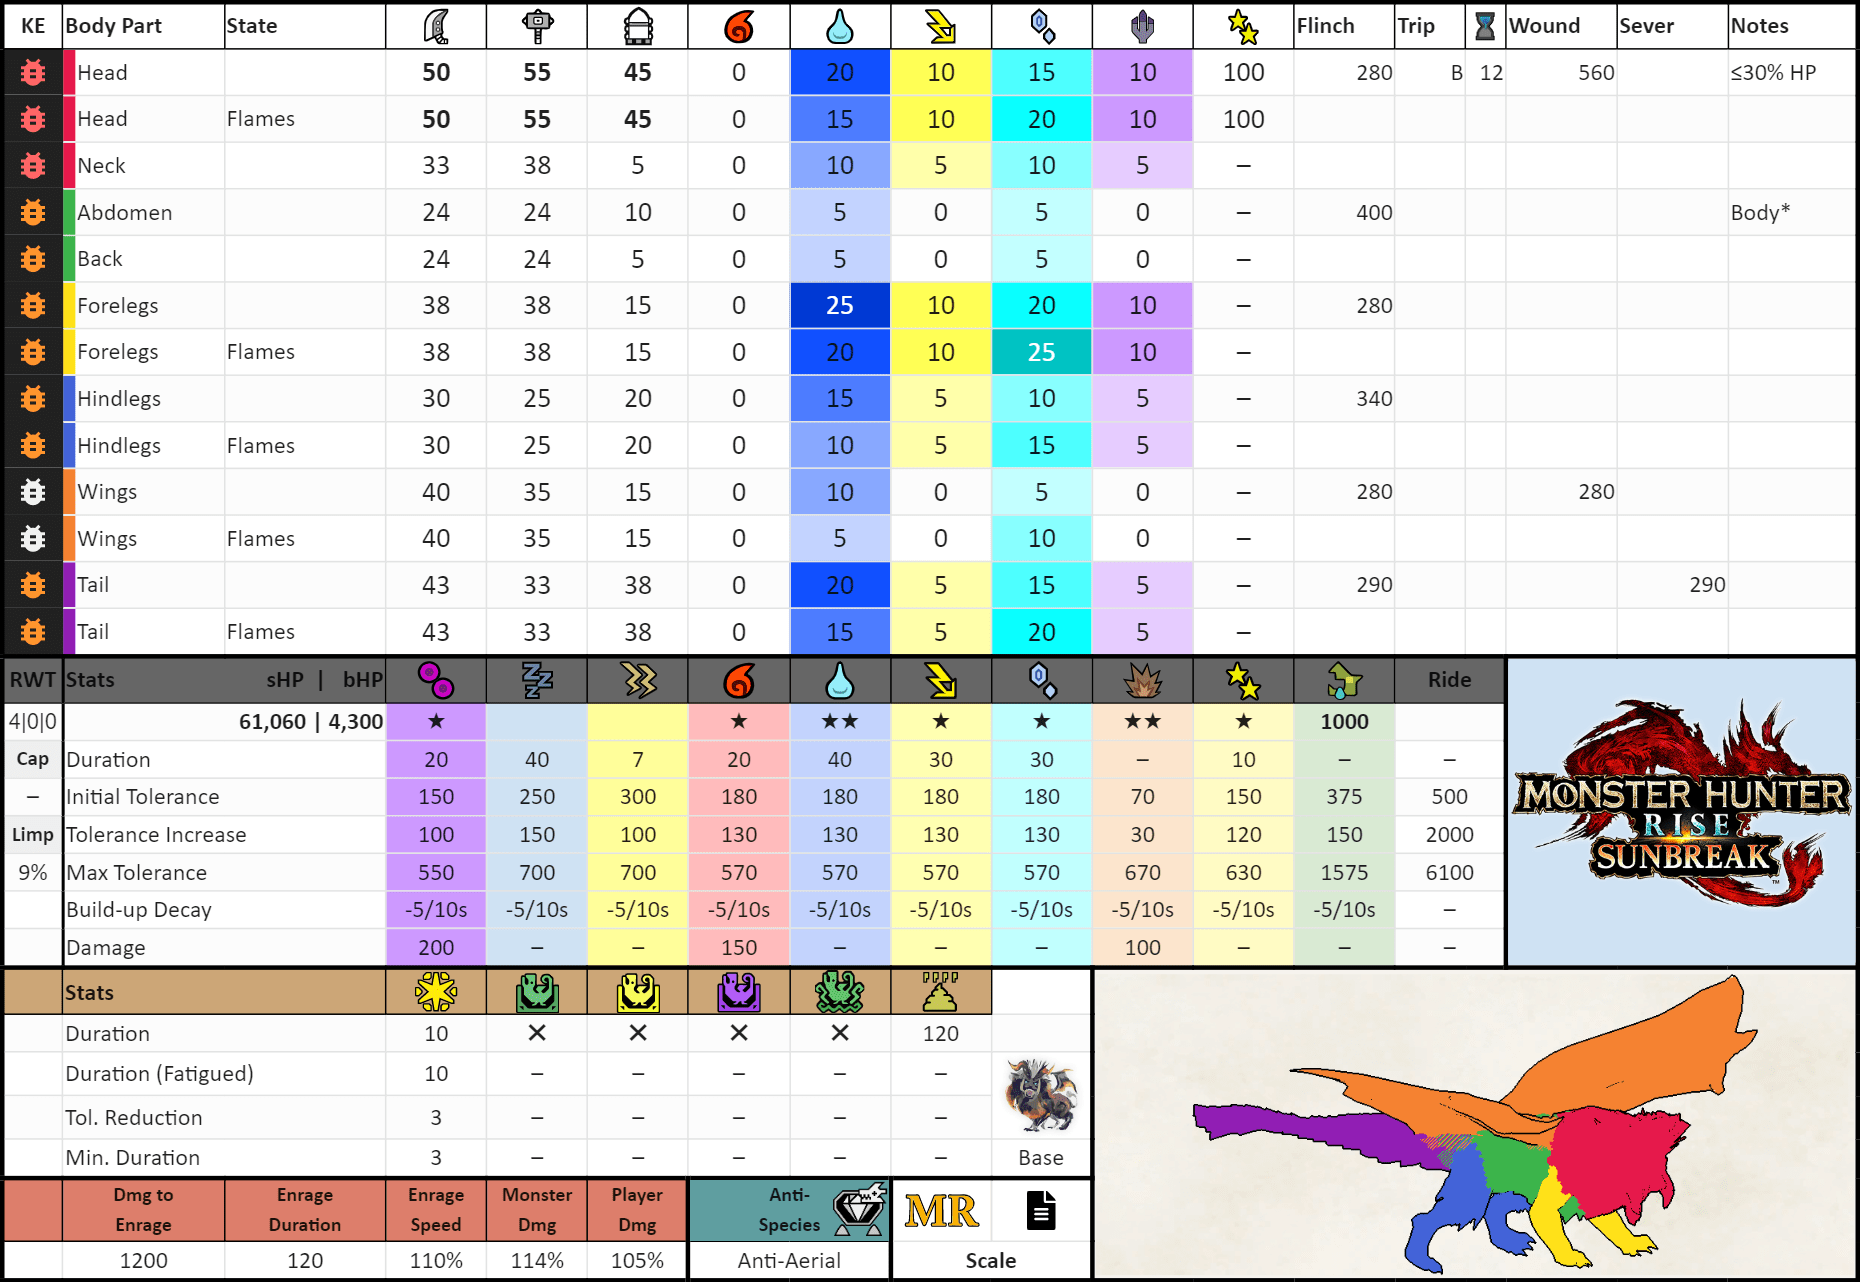 KE Body Part State Flinch Trip Wound Sever Notes
Head 50 55 45 0 20 10 15 10 100 280 B 12 560 ≤30% HP
Head Flames 50 55 45 0 15 10 20 10 100
Neck 33 38 5 0 10 5 10 5 –
Abdomen 24 24 10 0 5 0 5 0 – 400 Body*
Back 24 24 5 0 5 0 5 0 –
Forelegs 38 38 15 0 25 10 20 10 – 280
Forelegs Flames 38 38 15 0 20 10 25 10 –
Hindlegs 30 25 20 0 15 5 10 5 – 340
Hindlegs Flames 30 25 20 0 10 5 15 5 –
Wings 40 35 15 0 10 0 5 0 – 280 280
Wings Flames 40 35 15 0 5 0 10 0 –
Tail 43 33 38 0 20 5 15 5 – 290 290
Tail Flames 43 33 38 0 15 5 20 5 –
RWT Stats sHP | bHP Ride
4|0|0 61,060 | 4,300 ★ ★ ★★ ★ ★ ★★ ★ 1000
Cap Duration 20 40 7 20 40 30 30 – 10 – –
– Initial Tolerance 150 250 300 180 180 180 180 70 150 375 500
Limp Tolerance Increase 100 150 100 130 130 130 130 30 120 150 2000
9% Max Tolerance 550 700 700 570 570 570 570 670 630 1575 6100
Build-up Decay -5/10s -5/10s -5/10s -5/10s -5/10s -5/10s -5/10s -5/10s -5/10s -5/10s –
Damage 200 – – 150 – – – 100 – – –
MONSTER HUNTER
RISE
SUNBREAK
™
Stats
Duration 10 ✕ ✕ ✕ ✕ 120
Duration (Fatigued) 10 – – – – –
Tol. Reduction 3 – – – – –
Min. Duration 3 – – – – – Base
Dmg to Enrage Enrage Duration Enrage Speed Monster Dmg Player Dmg Anti-Species MR
1200 120 110% 114% 105% Anti-Aerial Scale